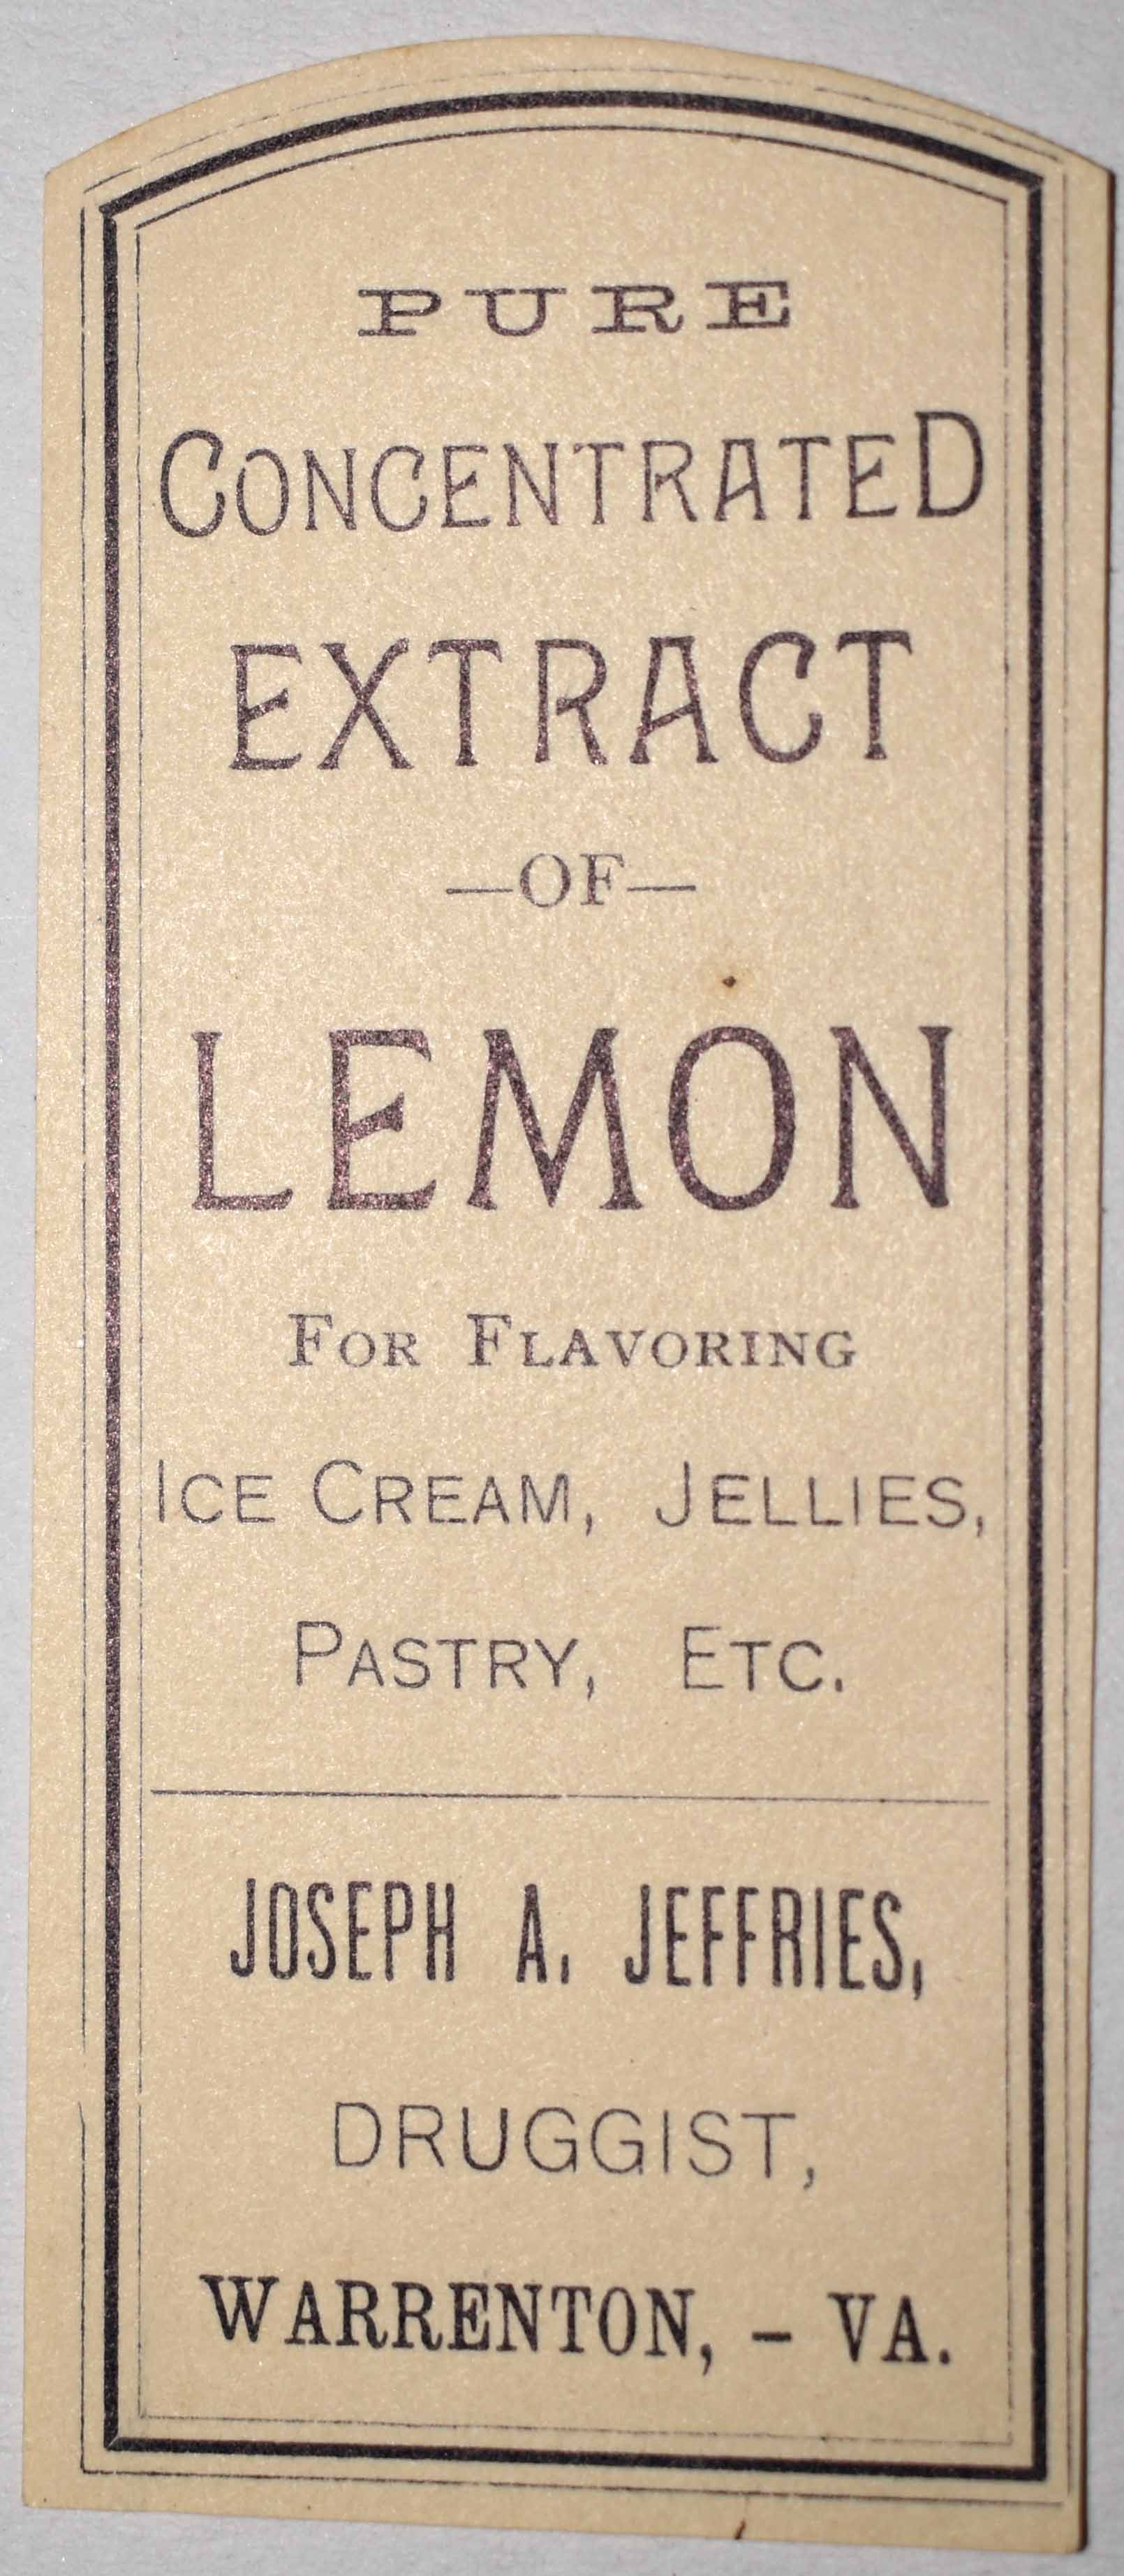 PURE
CONCENTRATED
EXTRACT
—OF—
LEMON
FOR FLAVORING
ICE CREAM, JELLIES,
PASTRY, ETC.
JOSEPH A. JEFFRIES,
DRUGGIST,
WARRENTON, - VA.